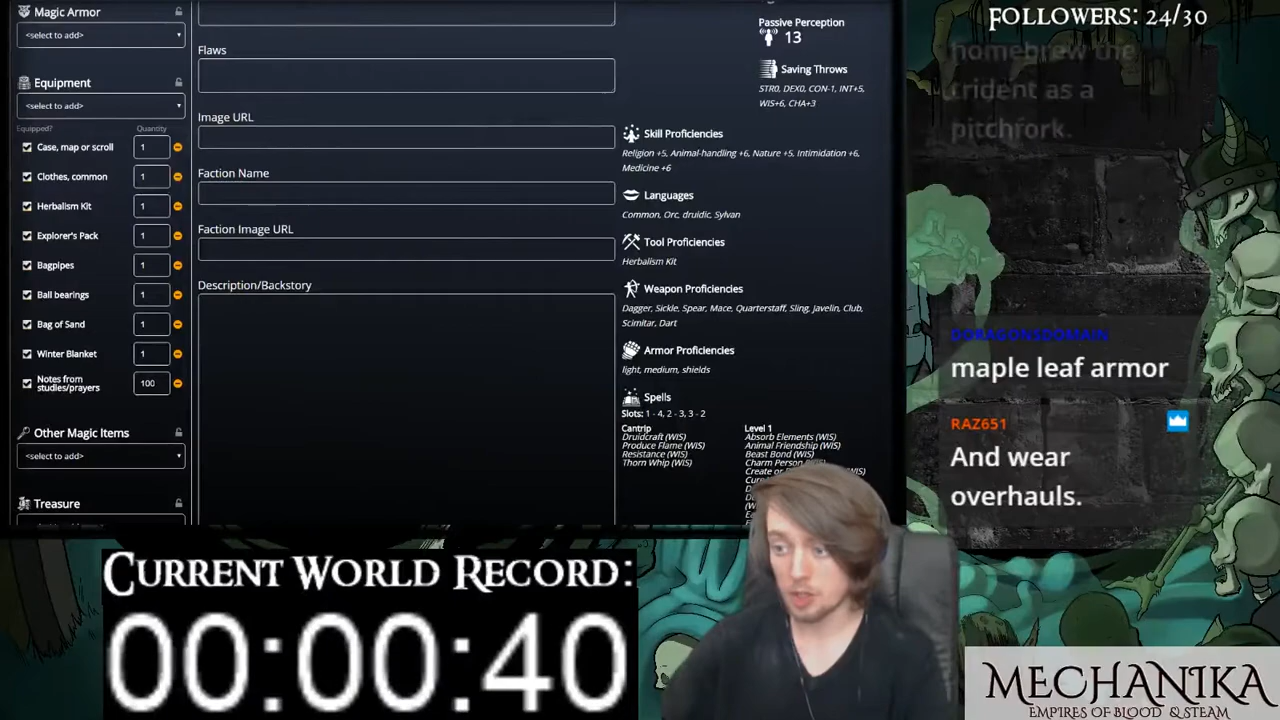 Magic Armor
<select to add>
Equipment
<select to add>
Equipped? Quantity
Case, map or scroll 1
Clothes, common 1
Herbalism Kit 1
Explorer's Pack 1
Bagpipes 1
Ball bearings 1
Bag of Sand 1
Winter Blanket 1
Notes from studies/prayers 100
Other Magic Items
<select to add>
Treasure
Flaws
Image URL
Faction Name
Faction Image URL
Description/Backstory
Passive Perception
13
Saving Throws
STR0, DEX0, CON-1, INT+5,
WIS+6, CHA+3
Skill Proficiencies
Religion +5, Animal-handling +6, Nature +5, Intimidation +6,
Medicine +6
Languages
Common, Orc, druidic, Sylvan
Tool Proficiencies
Herbalism Kit
Weapon Proficiencies
Dagger, Sickle, Spear, Mace, Quarterstaff, Sling, Javelin, Club,
Scimitar, Dart
Armor Proficiencies
light, medium, shields
Spells
Slots: 1 - 4, 2 - 3, 3 - 2
Cantrip
Druidcraft (WIS)
Produce Flame (WIS)
Resistance (WIS)
Thorn Whip (WIS)
Level 1
Absorb Elements (WIS)
Animal Friendship (WIS)
Beast Bond (WIS)
Charm Person (WIS)
FOLLOWERS: 24/30
homebrew the
trident as a
pitchfork.
DORAGONSDOMAIN
maple leaf armor
RAZ651
And wear
overhauls.
CURRENT WORLD RECORD:
00:00:40
MECHANIKA
EMPIRES OF BLOOD & STEAM